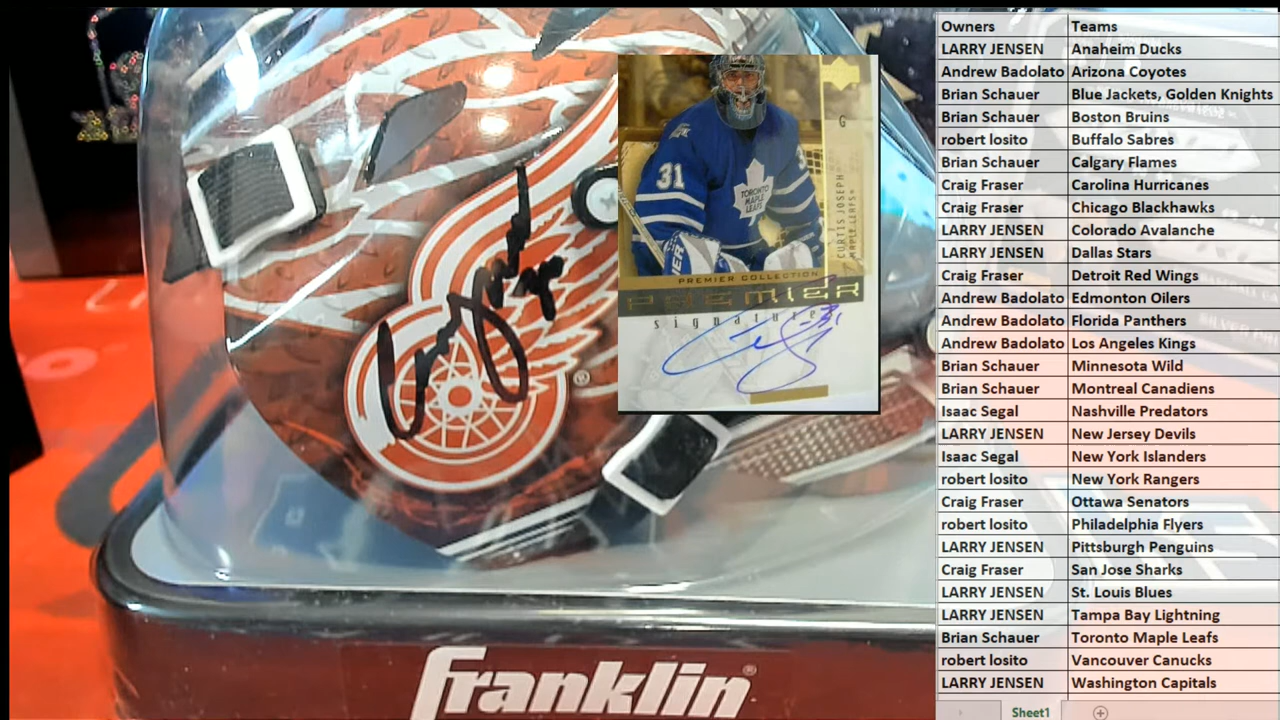 Owners Teams
LARRY JENSEN Anaheim Ducks
Andrew Badolato Arizona Coyotes
Brian Schauer Blue Jackets, Golden Knights
Brian Schauer Boston Bruins
robert losito Buffalo Sabres
Brian Schauer Calgary Flames
Craig Fraser Carolina Hurricanes
Craig Fraser Chicago Blackhawks
LARRY JENSEN Colorado Avalanche
LARRY JENSEN Dallas Stars
Craig Fraser Detroit Red Wings
Andrew Badolato Edmonton Oilers
Andrew Badolato Florida Panthers
Andrew Badolato Los Angeles Kings
Brian Schauer Minnesota Wild
Brian Schauer Montreal Canadiens
Isaac Segal Nashville Predators
LARRY JENSEN New Jersey Devils
Isaac Segal New York Islanders
robert losito New York Rangers
Craig Fraser Ottawa Senators
robert losito Philadelphia Flyers
LARRY JENSEN Pittsburgh Penguins
Craig Fraser San Jose Sharks
LARRY JENSEN St. Louis Blues
LARRY JENSEN Tampa Bay Lightning
Brian Schauer Toronto Maple Leafs
robert losito Vancouver Canucks
LARRY JENSEN Washington Capitals
Sheet1
G
31
TORONTO
MAPLE
LEAFS
CURTIS JOSEPH
MAPLE LEAFS
PREMIER COLLECTION
PREMIER
signatures
Franklin®